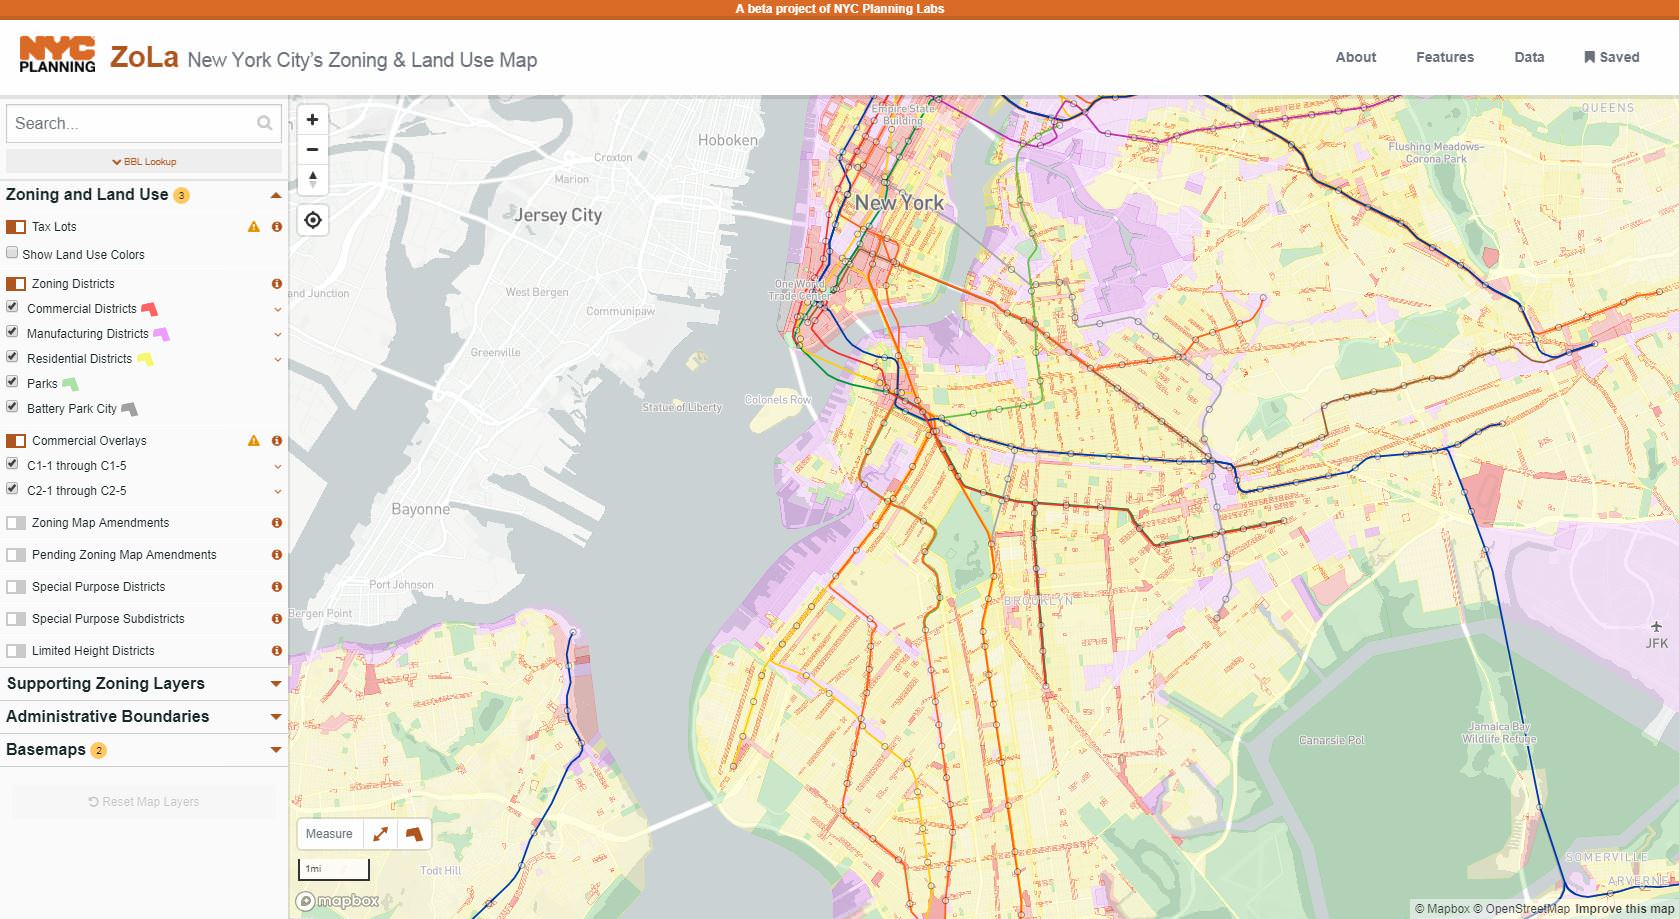 A beta project of NYC Planning Labs
NYC
PLANNING
ZoLa New York City's Zoning & Land Use Map
About
Features
Data
Saved
Search...
BBL Lookup
Zoning and Land Use 3
Tax Lots
Show Land Use Colors
Zoning Districts
Commercial Districts
Manufacturing Districts
Residential Districts
Parks
Battery Park City
Commercial Overlays
C1-1 through C1-5
C2-1 through C2-5
Zoning Map Amendments
Pending Zoning Map Amendments
Special Purpose Districts
Special Purpose Subdistricts
Limited Height Districts
Supporting Zoning Layers
Administrative Boundaries
Basemaps 2
Reset Map Layers
Empire State
Building
QUEENS
Hoboken
Flushing Meadows–
Corona Park
Croxton
Marion
New York
Jersey City
and Junction
West Bergen
One World
Trade Center
Communipaw
Greenville
Colonels Row
Statue of Liberty
Bayonne
Port Johnson
BROOKLYN
Bergen Point
JFK
Jamaica Bay
Wildlife Refuge
Canarsie Pol
Measure
1mi
Todt Hill
SOMERVILLE
ARVERNE
mapbox
© Mapbox © OpenStreetMap Improve this map